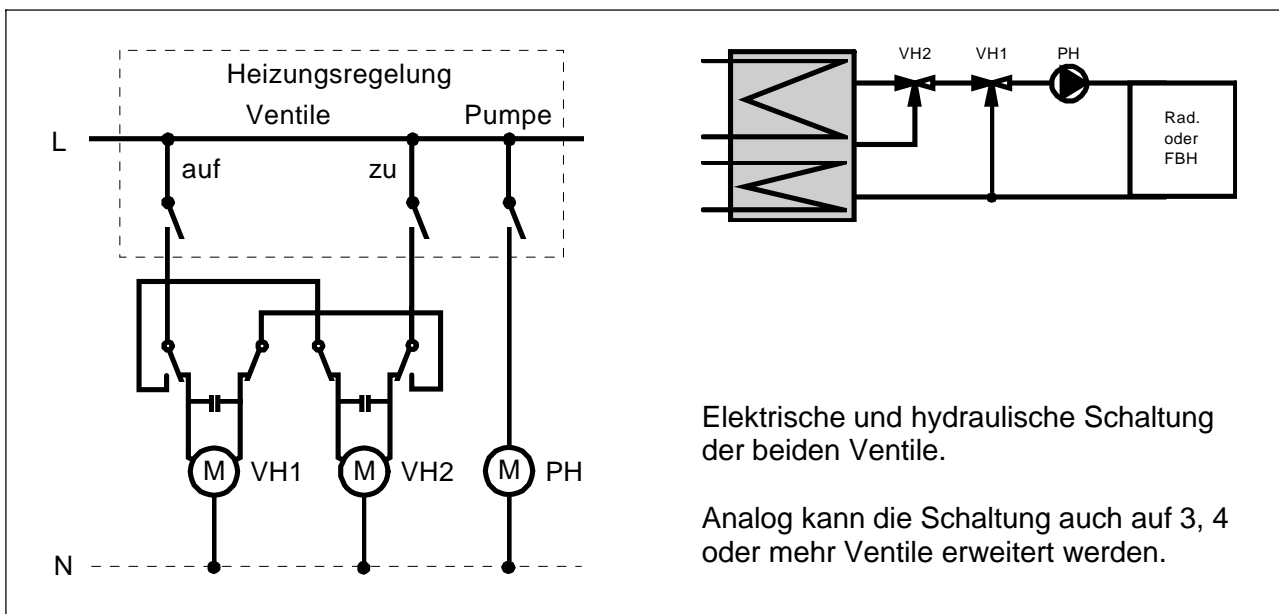 Heizungsregelung
Ventile Pumpe
L
auf zu
M VH1 M VH2 M PH
N
VH2 VH1 PH
Rad.
oder
FBH
Elektrische und hydraulische Schaltung
der beiden Ventile.
Analog kann die Schaltung auch auf 3, 4
oder mehr Ventile erweitert werden.